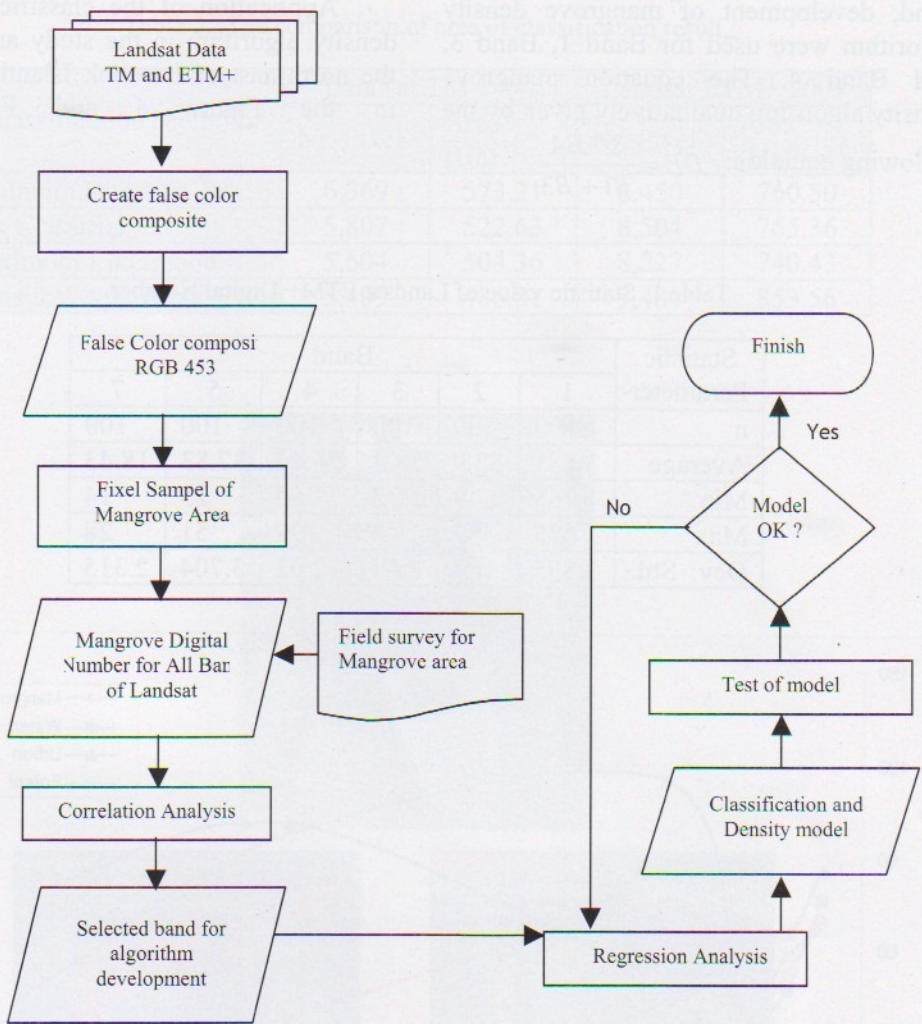 Landsat Data
TM and ETM+
Create false color
composite
False Color composi
RGB 453
Fixel Sampel of
Mangrove Area
Mangrove Digital
Number for All Bar
of Landsat
Field survey for
Mangrove area
Correlation Analysis
Selected band for
algorithm
development
Finish
Yes
No
Model
OK ?
Test of model
Classification and
Density model
Regression Analysis